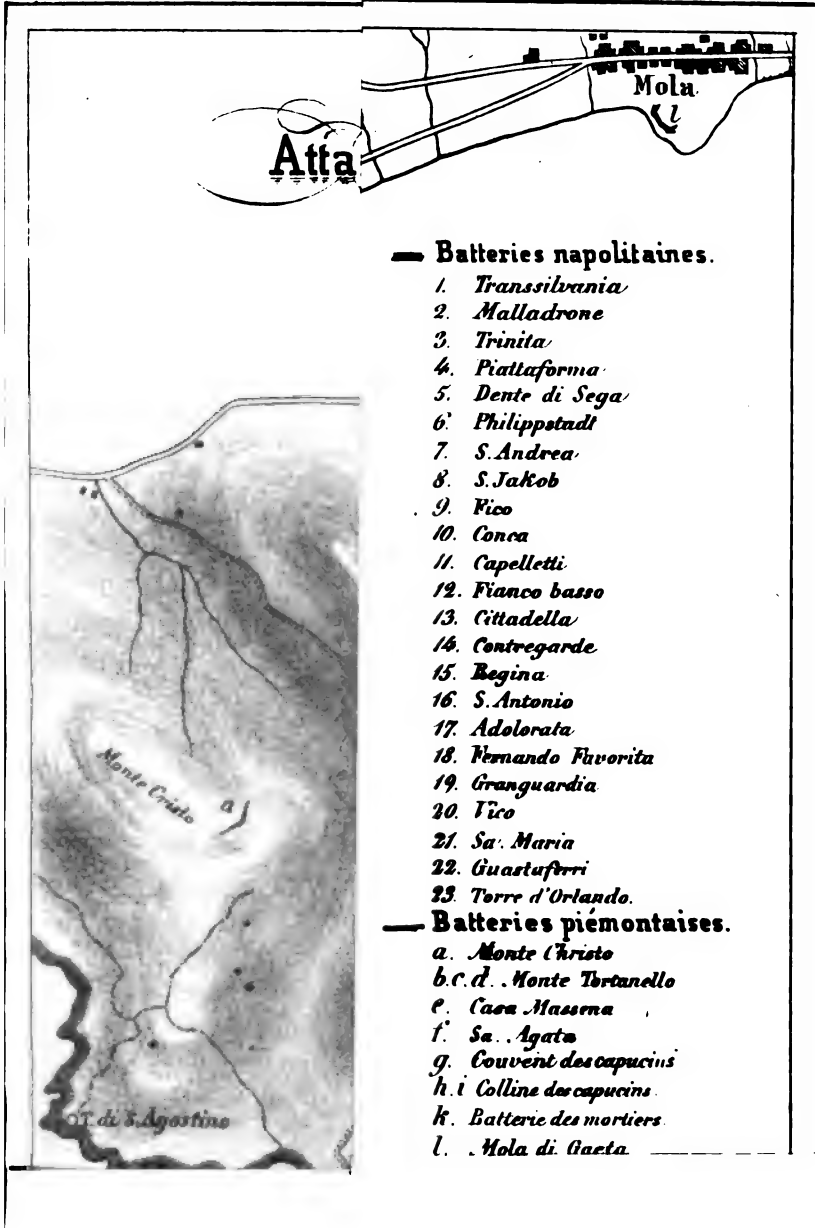 Mola
l
Atta
Batteries napolitaines.
1. Transsilvania
2. Malladrone
3. Trinita
4. Piattaforma
5. Dente di Sega
6. Philippstadt
7. S. Andrea
8. S. Jakob
9. Fico
10. Conca
11. Capelletti
12. Fianco basso
13. Cittadella
14. Contregarde
15. Regina
16. S. Antonio
17. Adolorata
18. Fernando Favorita
19. Granguardia
20. Vico
21. Sa. Maria
22. Guastaferri
23. Torre d'Orlando.
Batteries piémontaises.
a. Monte Christo
b.c.d. Monte Tortanello
e. Casa Massena
f. Sa. Agata
g. Couvent des capucins
h.i Colline des capucins
k. Batterie des mortiers
l. Mola di Gaeta
Monte Cristo
a
di S. Agostino